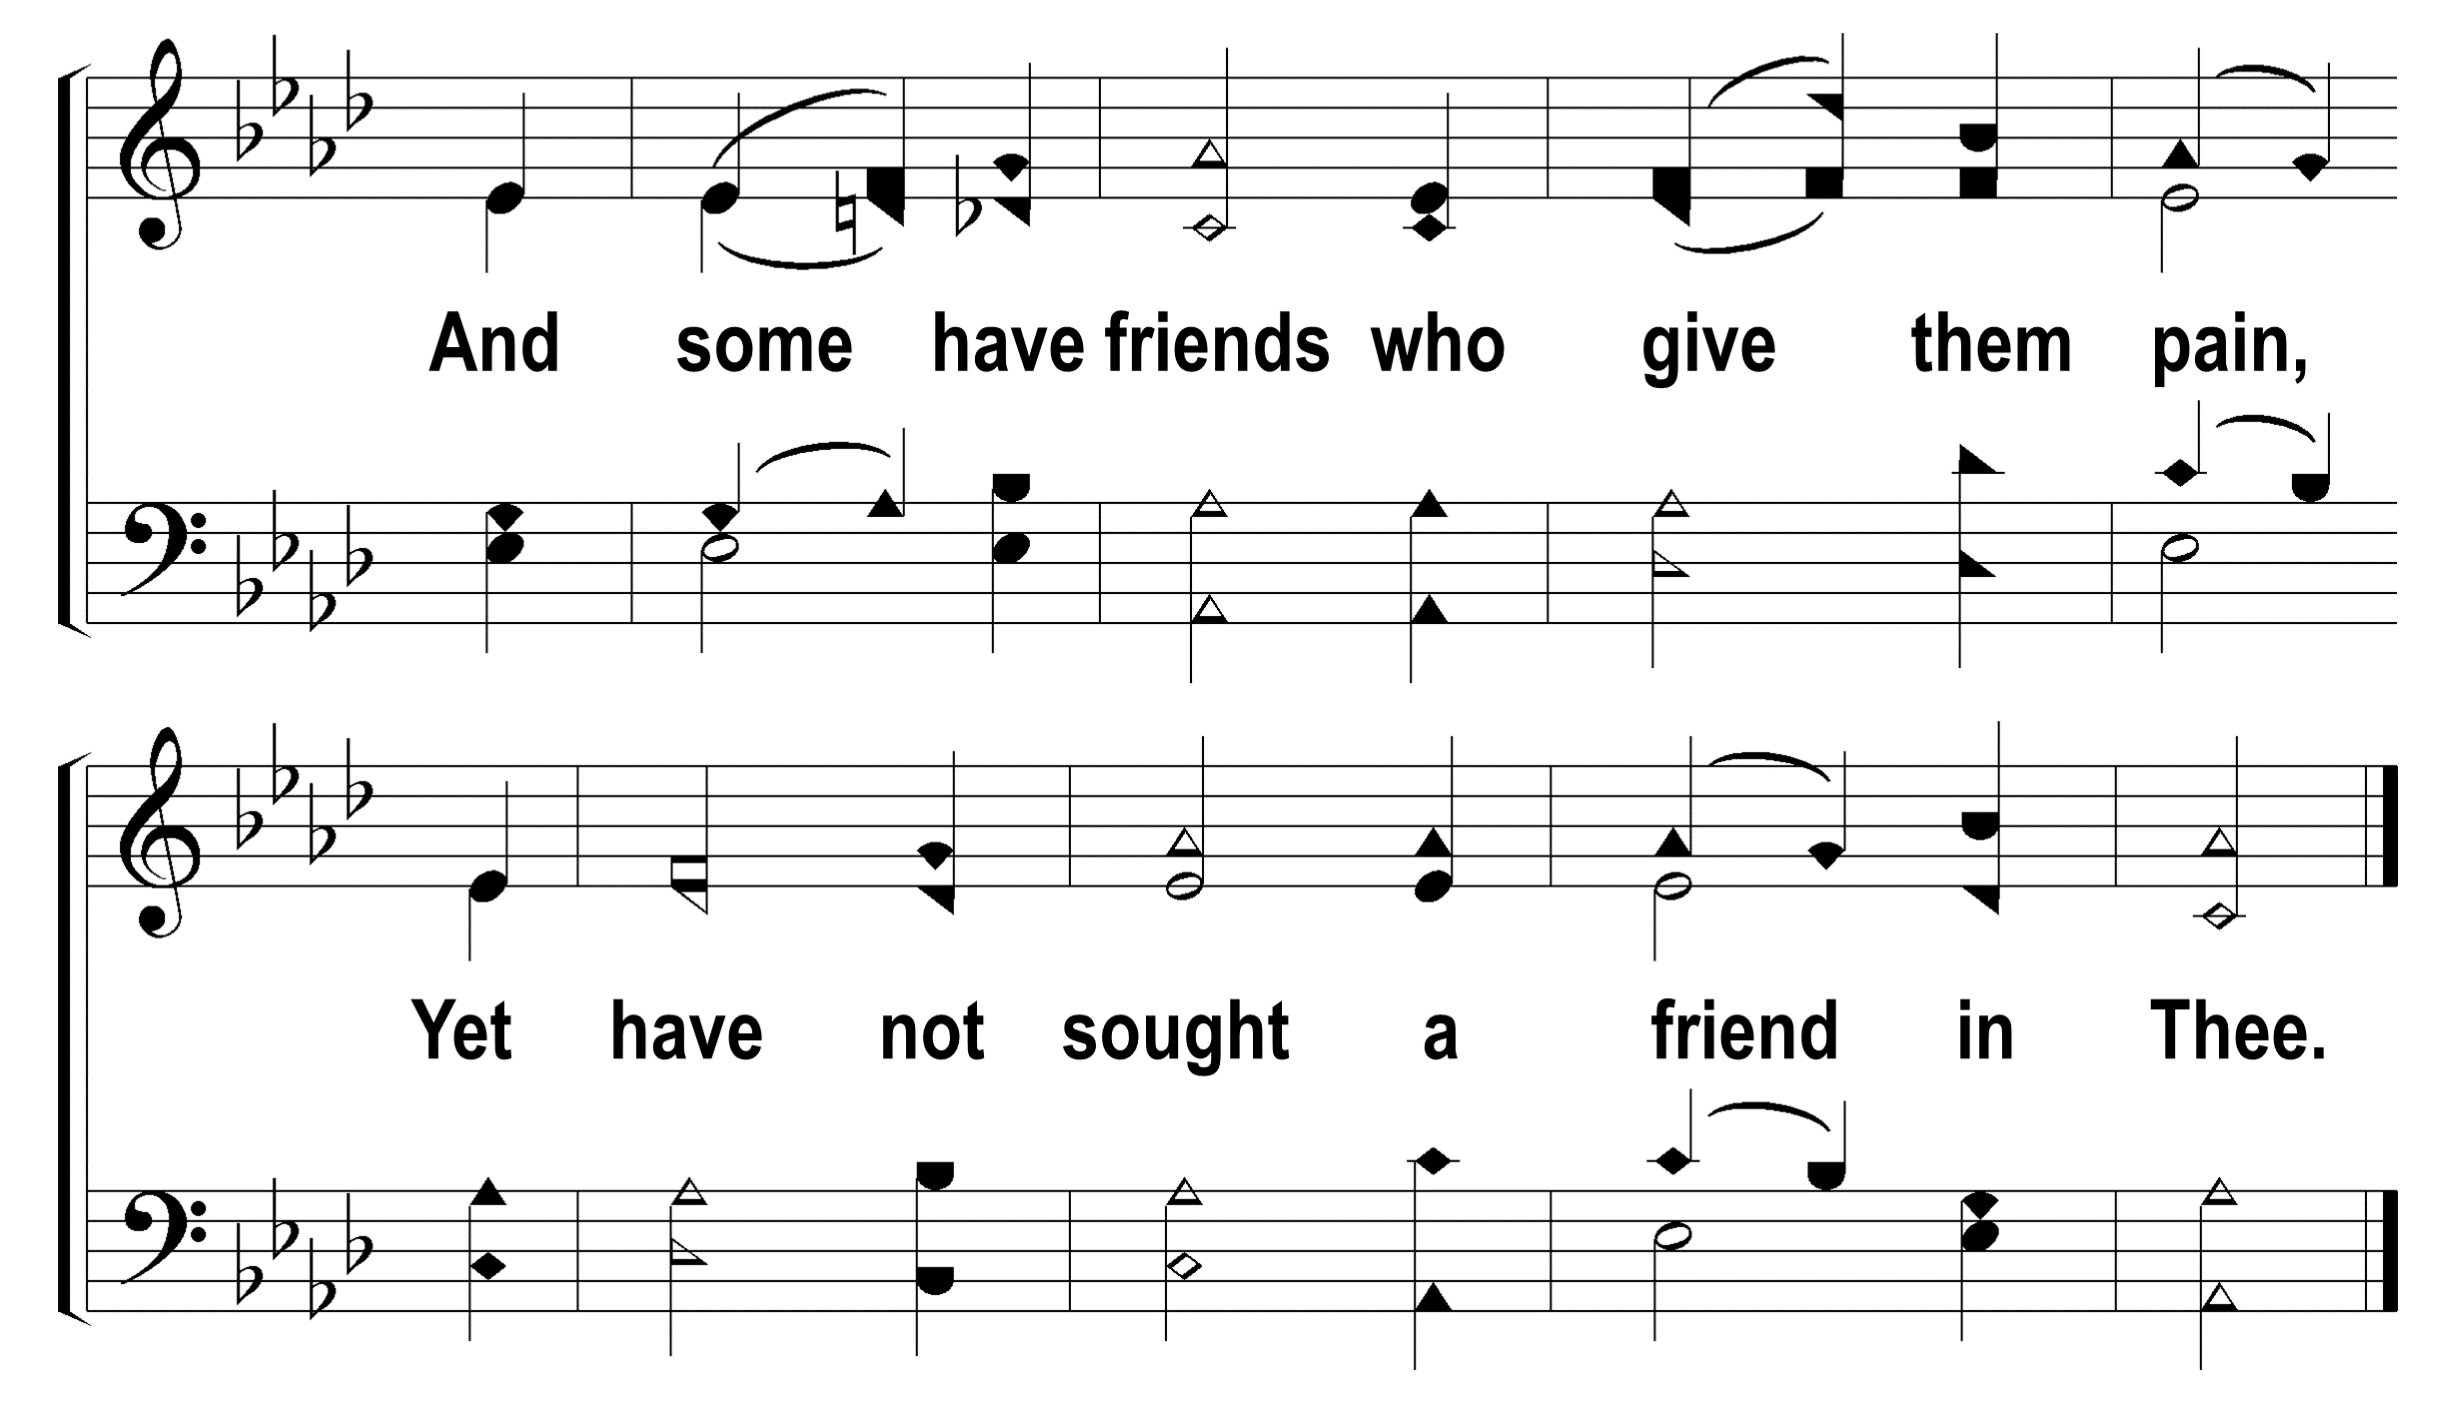 And some have friends who give them pain,
Yet have not sought a friend in Thee.